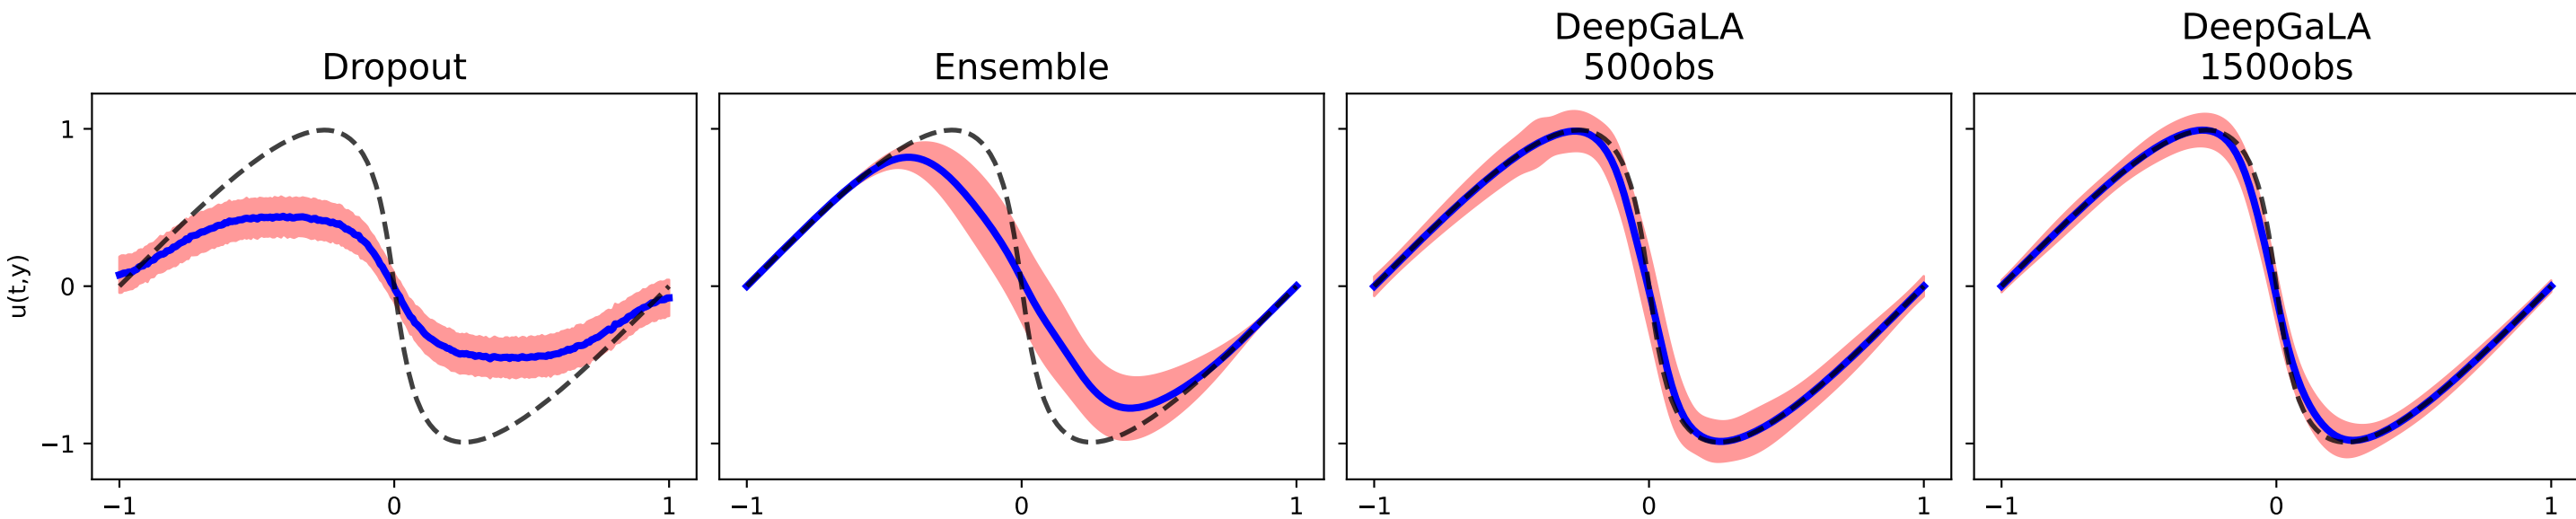 Dropout
Ensemble
DeepGaLA
500obs
DeepGaLA
1500obs
u(t,y)
1
0
−1
−1 0 1
−1 0 1
−1 0 1
−1 0 1